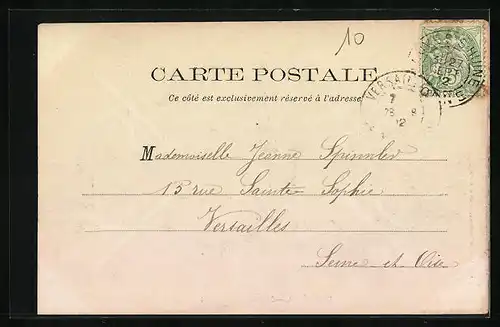 10
CARTE POSTALE
Ce côté est exclusivement réservé à l'adresse
VERSAILLES
Mademoiselle Jeanne Spinnler
15 rue Sainte Sophie
Versailles
Seine et Oise